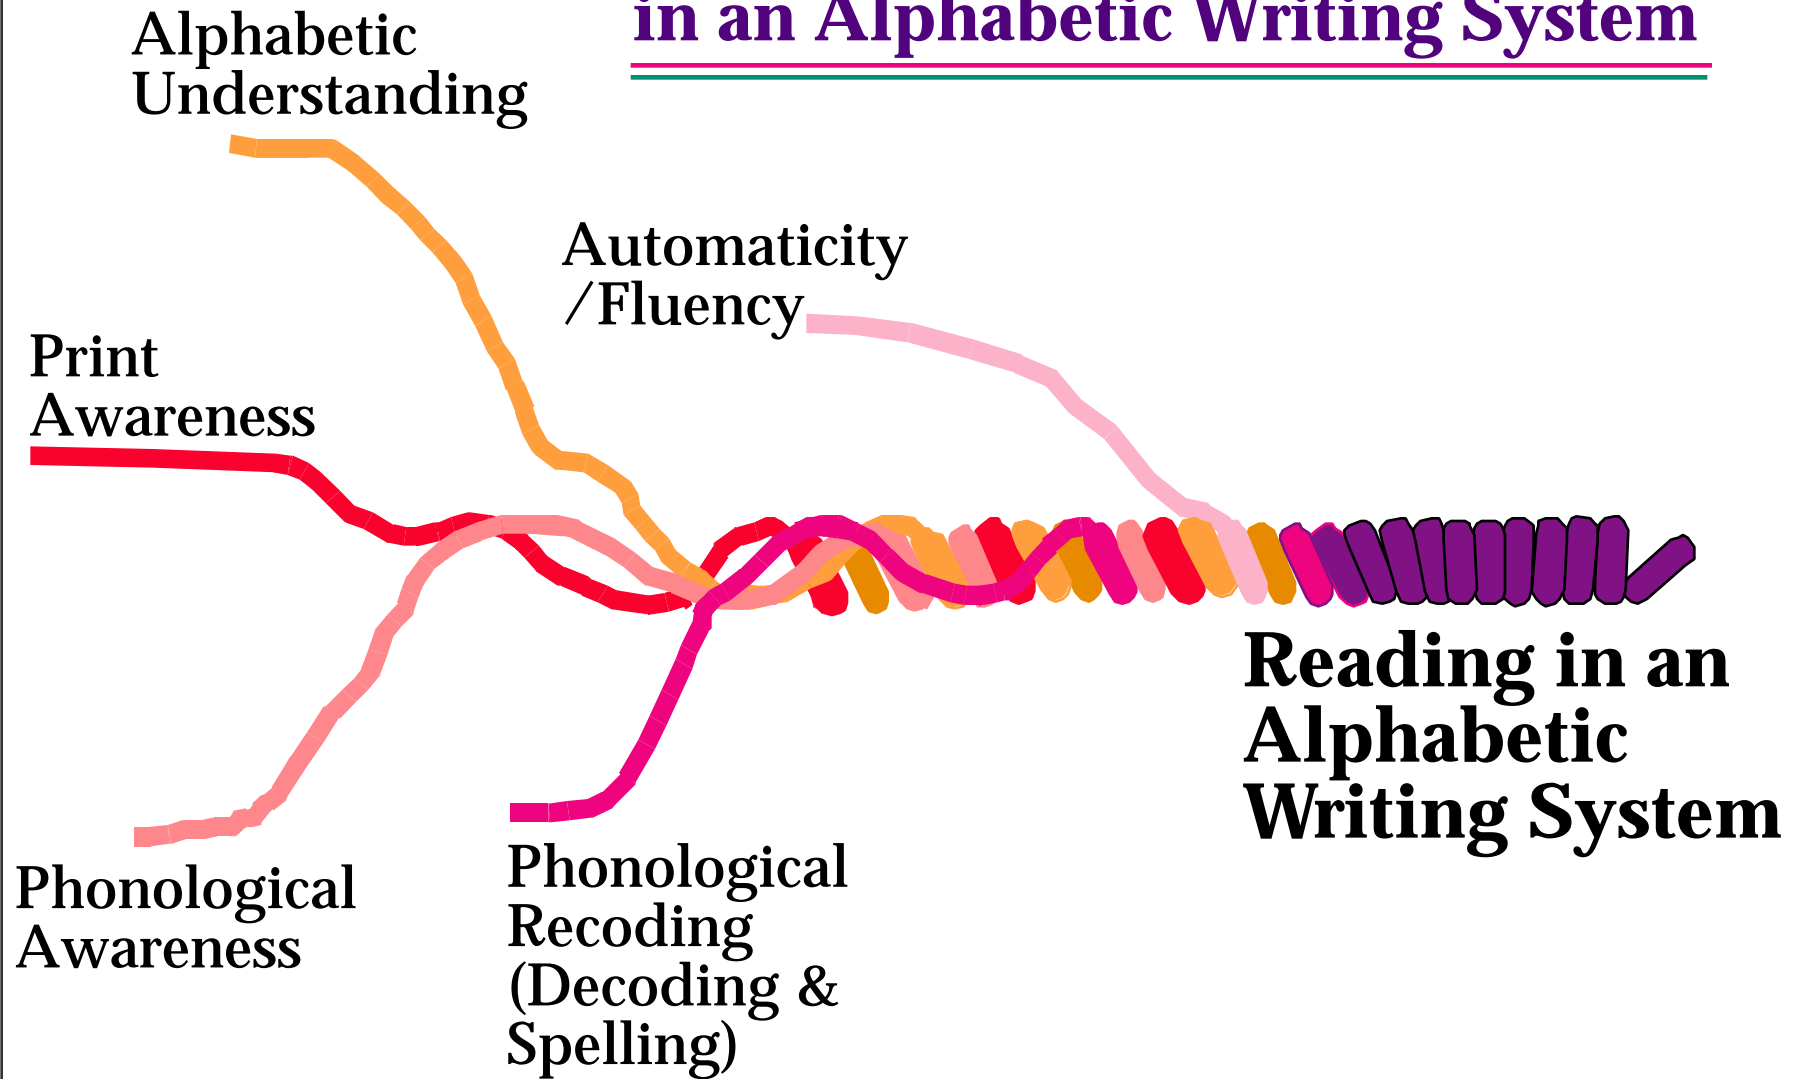 in an Alphabetic Writing System
Alphabetic
Understanding
Automaticity
/Fluency
Print
Awareness
Reading in an
Alphabetic
Writing System
Phonological
Awareness
Phonological
Recoding
(Decoding &
Spelling)